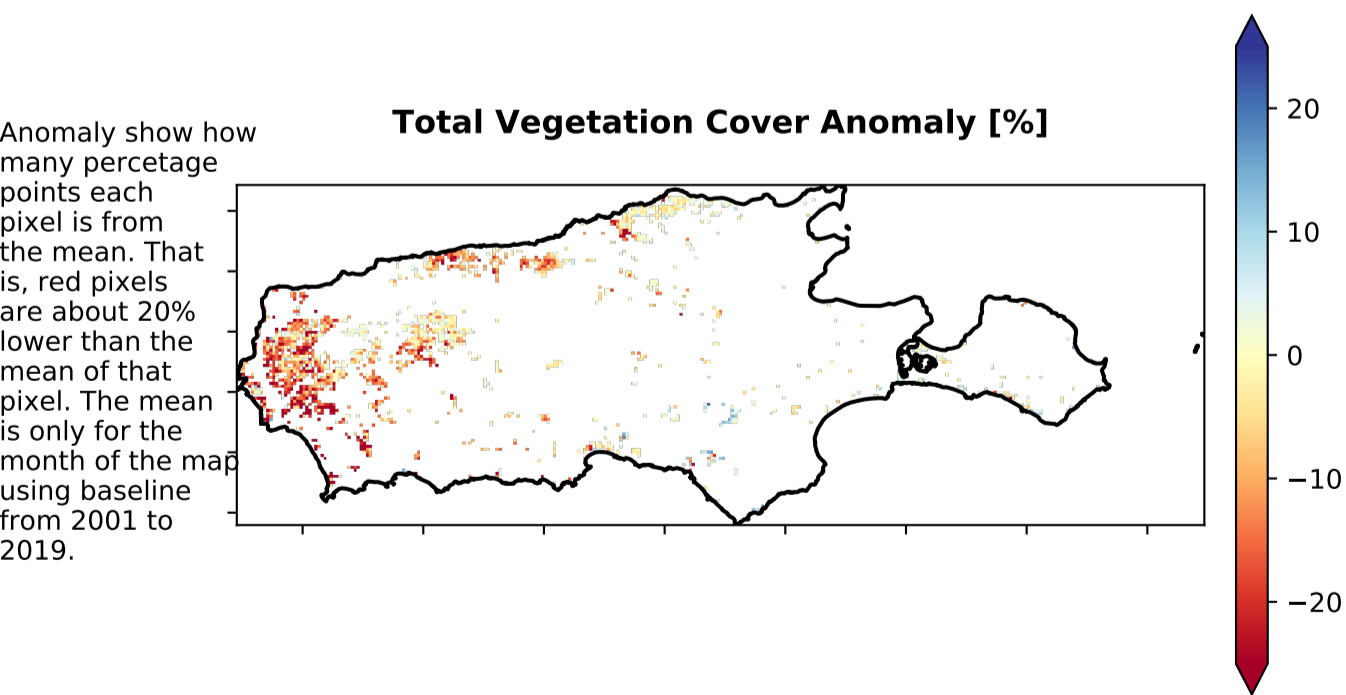 Total Vegetation Cover Anomaly [%]
Anomaly show how
many percetage
points each
pixel is from
the mean. That
is, red pixels
are about 20%
lower than the
mean of that
pixel. The mean
is only for the
month of the map
using baseline
from 2001 to
2019.
20
10
0
−10
−20